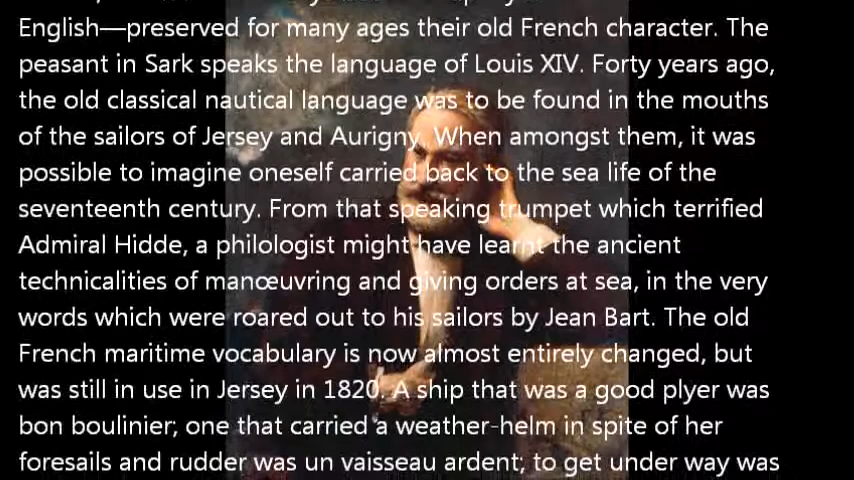 English—preserved for many ages their old French character. The
peasant in Sark speaks the language of Louis XIV. Forty years ago,
the old classical nautical language was to be found in the mouths
of the sailors of Jersey and Aurigny. When amongst them, it was
possible to imagine oneself carried back to the sea life of the
seventeenth century. From that speaking trumpet which terrified
Admiral Hidde, a philologist might have learnt the ancient
technicalities of manœuvring and giving orders at sea, in the very
words which were roared out to his sailors by Jean Bart. The old
French maritime vocabulary is now almost entirely changed, but
was still in use in Jersey in 1820. A ship that was a good plyer was
bon boulinier; one that carried a weather-helm in spite of her
foresails and rudder was un vaisseau ardent; to get under way was